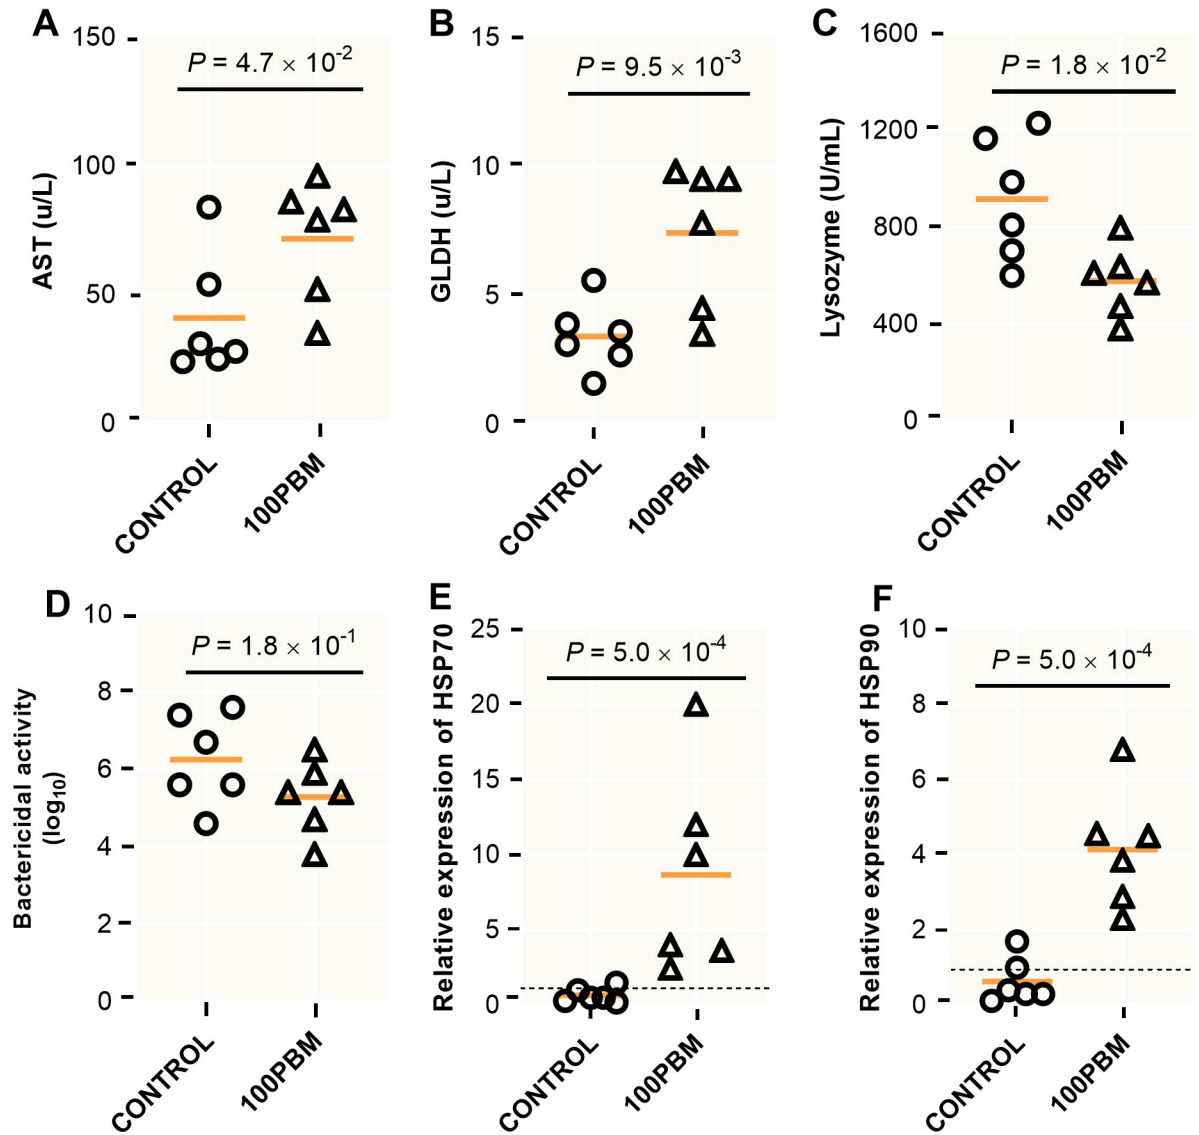 A
AST (u/L)
150
100
50
0
P = 4.7 × 10-2
CONTROL
100PBM
B
GLDH (u/L)
15
10
5
0
P = 9.5 × 10-3
CONTROL
100PBM
C
Lysozyme (U/mL)
1600
1200
800
400
0
P = 1.8 × 10-2
CONTROL
100PBM
D
Bactericidal activity
(log10)
10
8
6
4
2
0
P = 1.8 × 10-1
CONTROL
100PBM
E
Relative expression of HSP70
25
20
15
10
5
0
P = 5.0 × 10-4
CONTROL
100PBM
F
Relative expression of HSP90
10
8
6
4
2
0
P = 5.0 × 10-4
CONTROL
100PBM